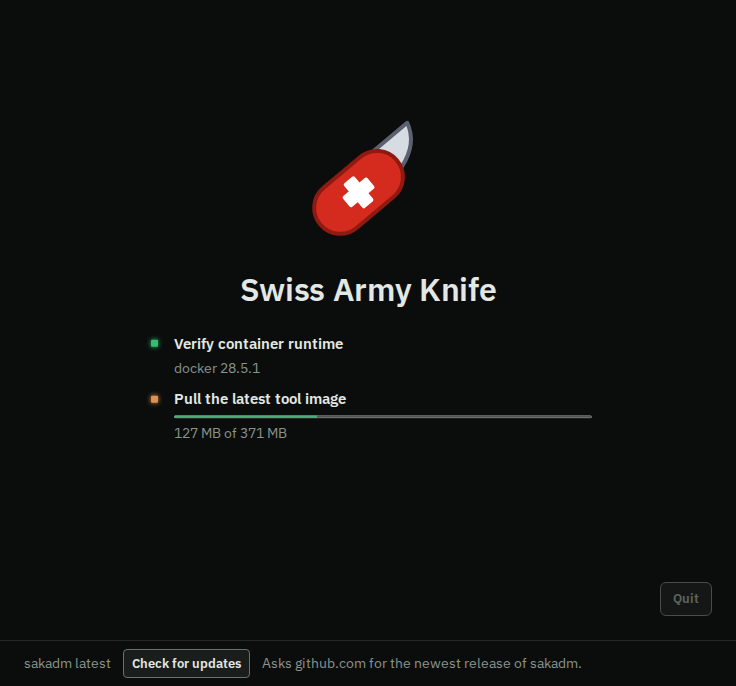 Swiss Army Knife
Verify container runtime
docker 28.5.1
Pull the latest tool image
127 MB of 371 MB
Quit
sakadm latest Check for updates Asks github.com for the newest release of sakadm.